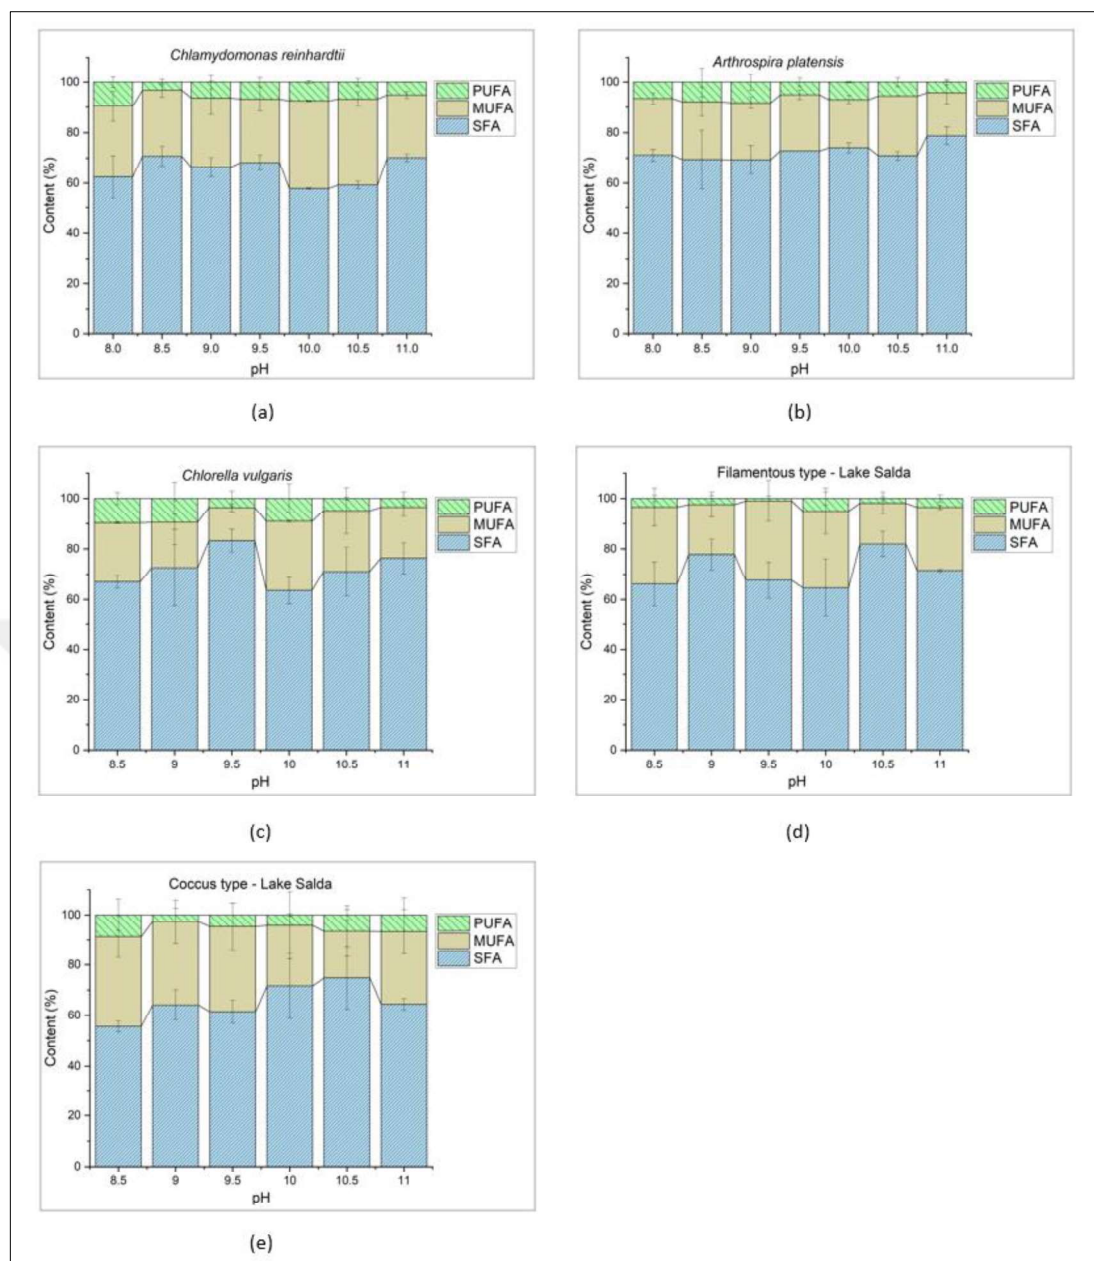 Chlamydomonas reinhardtii
100
80
60
40
20
0
Content (%)
8.0 8.5 9.0 9.5 10.0 10.5 11.0
pH
PUFA
MUFA
SFA
(a)
Arthrospira platensis
100
80
60
40
20
0
Content (%)
8.0 8.5 9.0 9.5 10.0 10.5 11.0
pH
PUFA
MUFA
SFA
(b)
Chlorella vulgaris
100
80
60
40
20
0
Content (%)
8.5 9 9.5 10 10.5 11
pH
PUFA
MUFA
SFA
(c)
Filamentous type - Lake Salda
100
80
60
40
20
0
Content (%)
8.5 9 9.5 10 10.5 11
pH
PUFA
MUFA
SFA
(d)
Coccus type - Lake Salda
100
80
60
40
20
0
Content (%)
8.5 9 9.5 10 10.5 11
pH
PUFA
MUFA
SFA
(e)